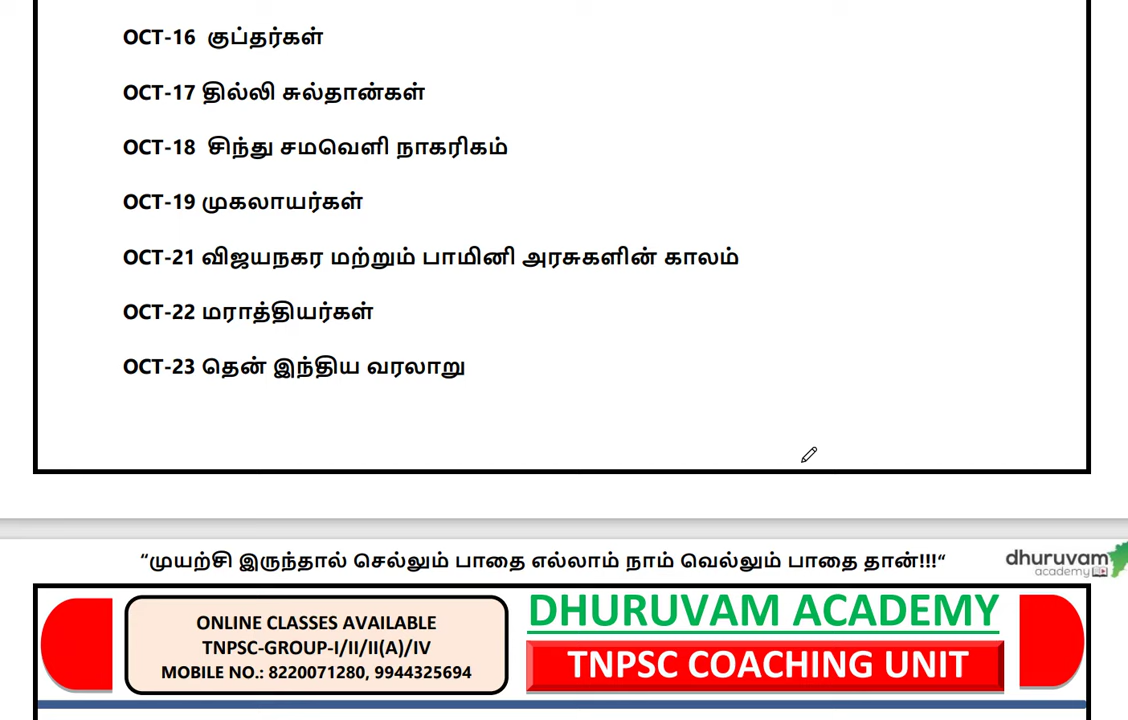 OCT-16 குப்தர்கள்
OCT-17 தில்லி சுல்தான்கள்
OCT-18 சிந்து சமவெளி நாகரிகம்
OCT-19 முகலாயர்கள்
OCT-21 விஜயநகர மற்றும் பாமினி அரசுகளின் காலம்
OCT-22 மராத்தியர்கள்
OCT-23 தென் இந்திய வரலாறு
“முயற்சி இருந்தால் செல்லும் பாதை எல்லாம் நாம் வெல்லும் பாதை தான்!!!“
dhuruvam
academy
ONLINE CLASSES AVAILABLE
TNPSC-GROUP-I/II/II(A)/IV
MOBILE NO.: 8220071280, 9944325694
DHURUVAM ACADEMY
TNPSC COACHING UNIT